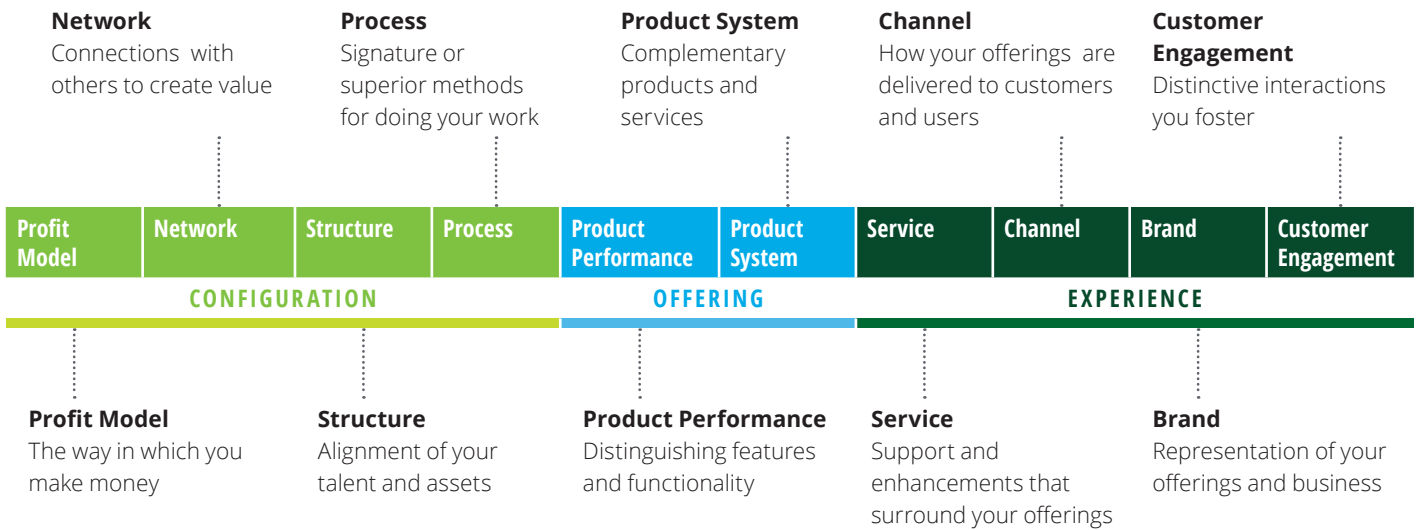 Network
Connections with
others to create value
Process
Signature or
superior methods
for doing your work
Product System
Complementary
products and
services
Channel
How your offerings are
delivered to customers
and users
Customer
Engagement
Distinctive interactions
you foster
Profit
Model
Network
Structure
Process
Product
Performance
Product
System
Service
Channel
Brand
Customer
Engagement
CONFIGURATION
OFFERING
EXPERIENCE
Profit Model
The way in which you
make money
Structure
Alignment of your
talent and assets
Product Performance
Distinguishing features
and functionality
Service
Support and
enhancements that
surround your offerings
Brand
Representation of your
offerings and business